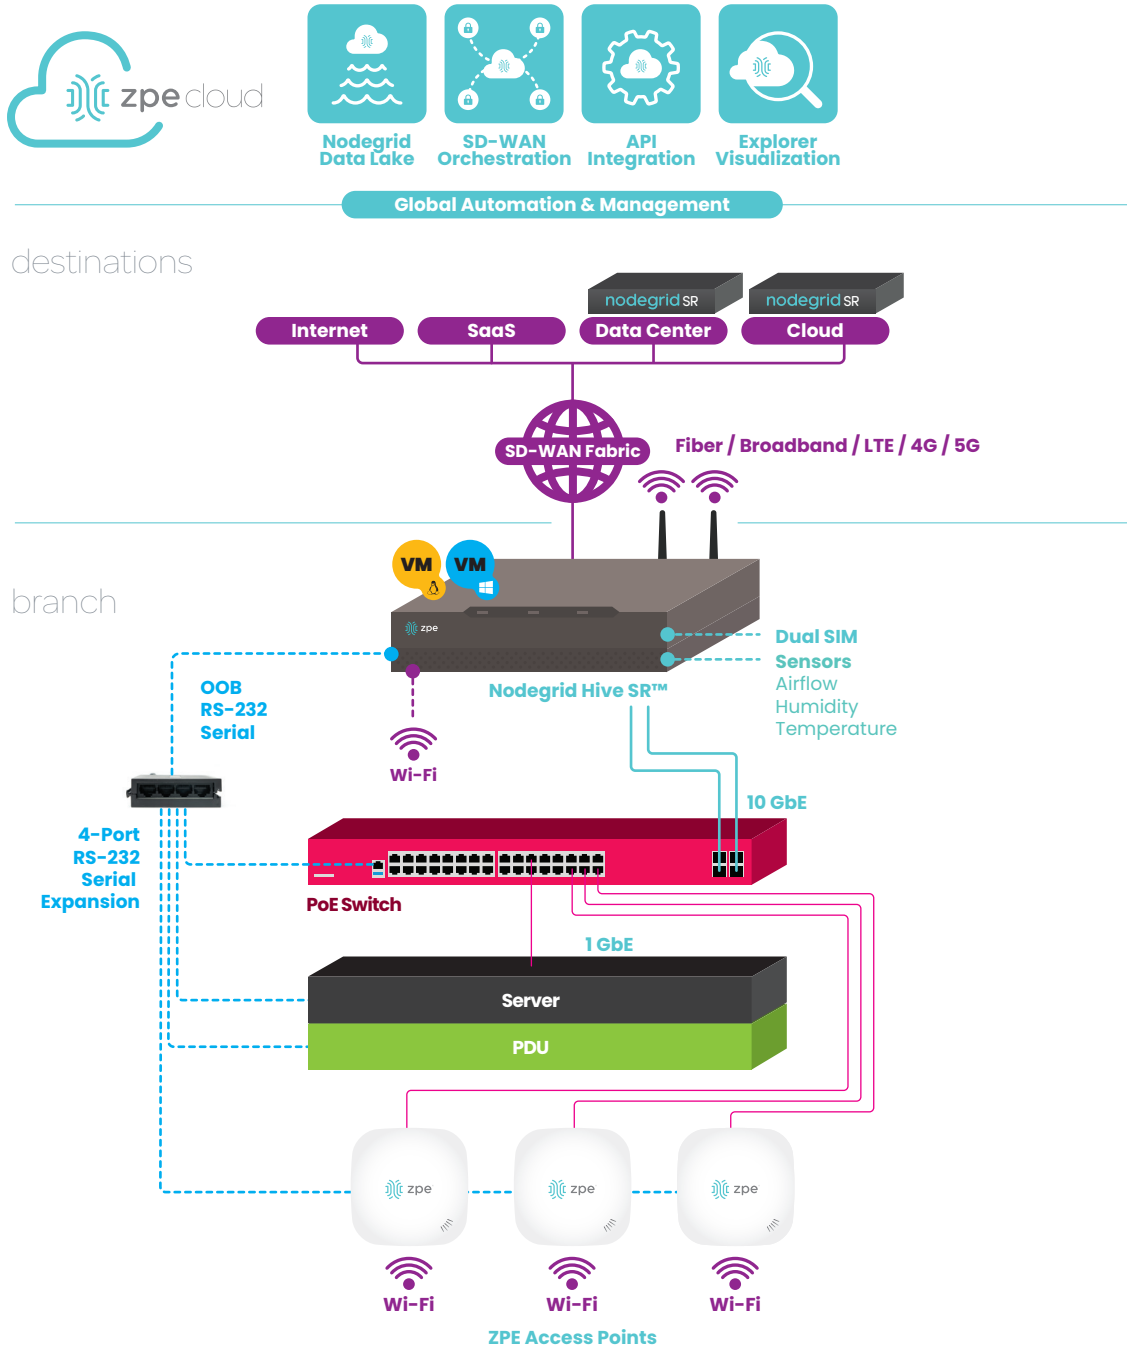 zpe cloud
Nodegrid
Data Lake
SD-WAN
Orchestration
API
Integration
Explorer
Visualization
Global Automation & Management
destinations
nodegrid SR
nodegrid SR
Internet
SaaS
Data Center
Cloud
SD-WAN Fabric
Fiber / Broadband / LTE / 4G / 5G
branch
VM
VM
zpe
Dual SIM
Sensors
Airflow
Humidity
Temperature
Nodegrid Hive SR™
OOB
RS-232
Serial
Wi-Fi
10 GbE
4-Port
RS-232
Serial
Expansion
PoE Switch
1 GbE
Server
PDU
zpe
zpe
zpe
Wi-Fi
Wi-Fi
Wi-Fi
ZPE Access Points